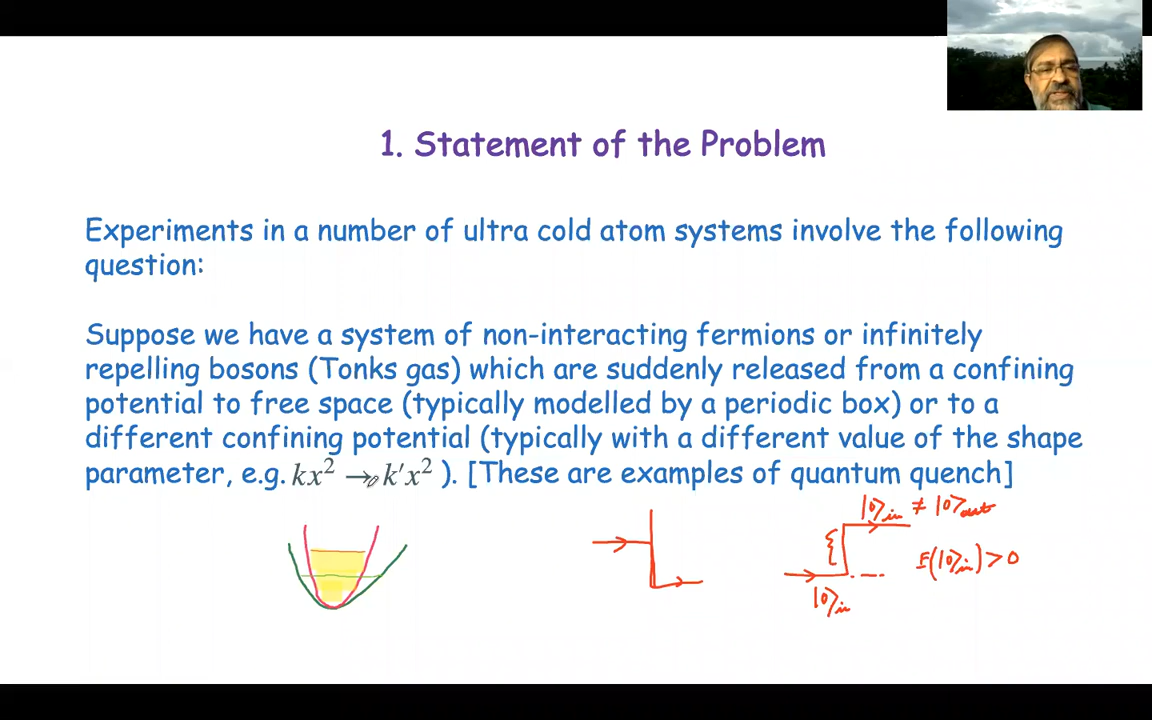 1. Statement of the Problem
Experiments in a number of ultra cold atom systems involve the following
question:
Suppose we have a system of non-interacting fermions or infinitely
repelling bosons (Tonks gas) which are suddenly released from a confining
potential to free space (typically modelled by a periodic box) or to a
different confining potential (typically with a different value of the shape
parameter, e.g. kx² → k′x² ). [These are examples of quantum quench]
|0⟩in ≠ |0⟩out
E(|0⟩in) > 0
|0⟩in